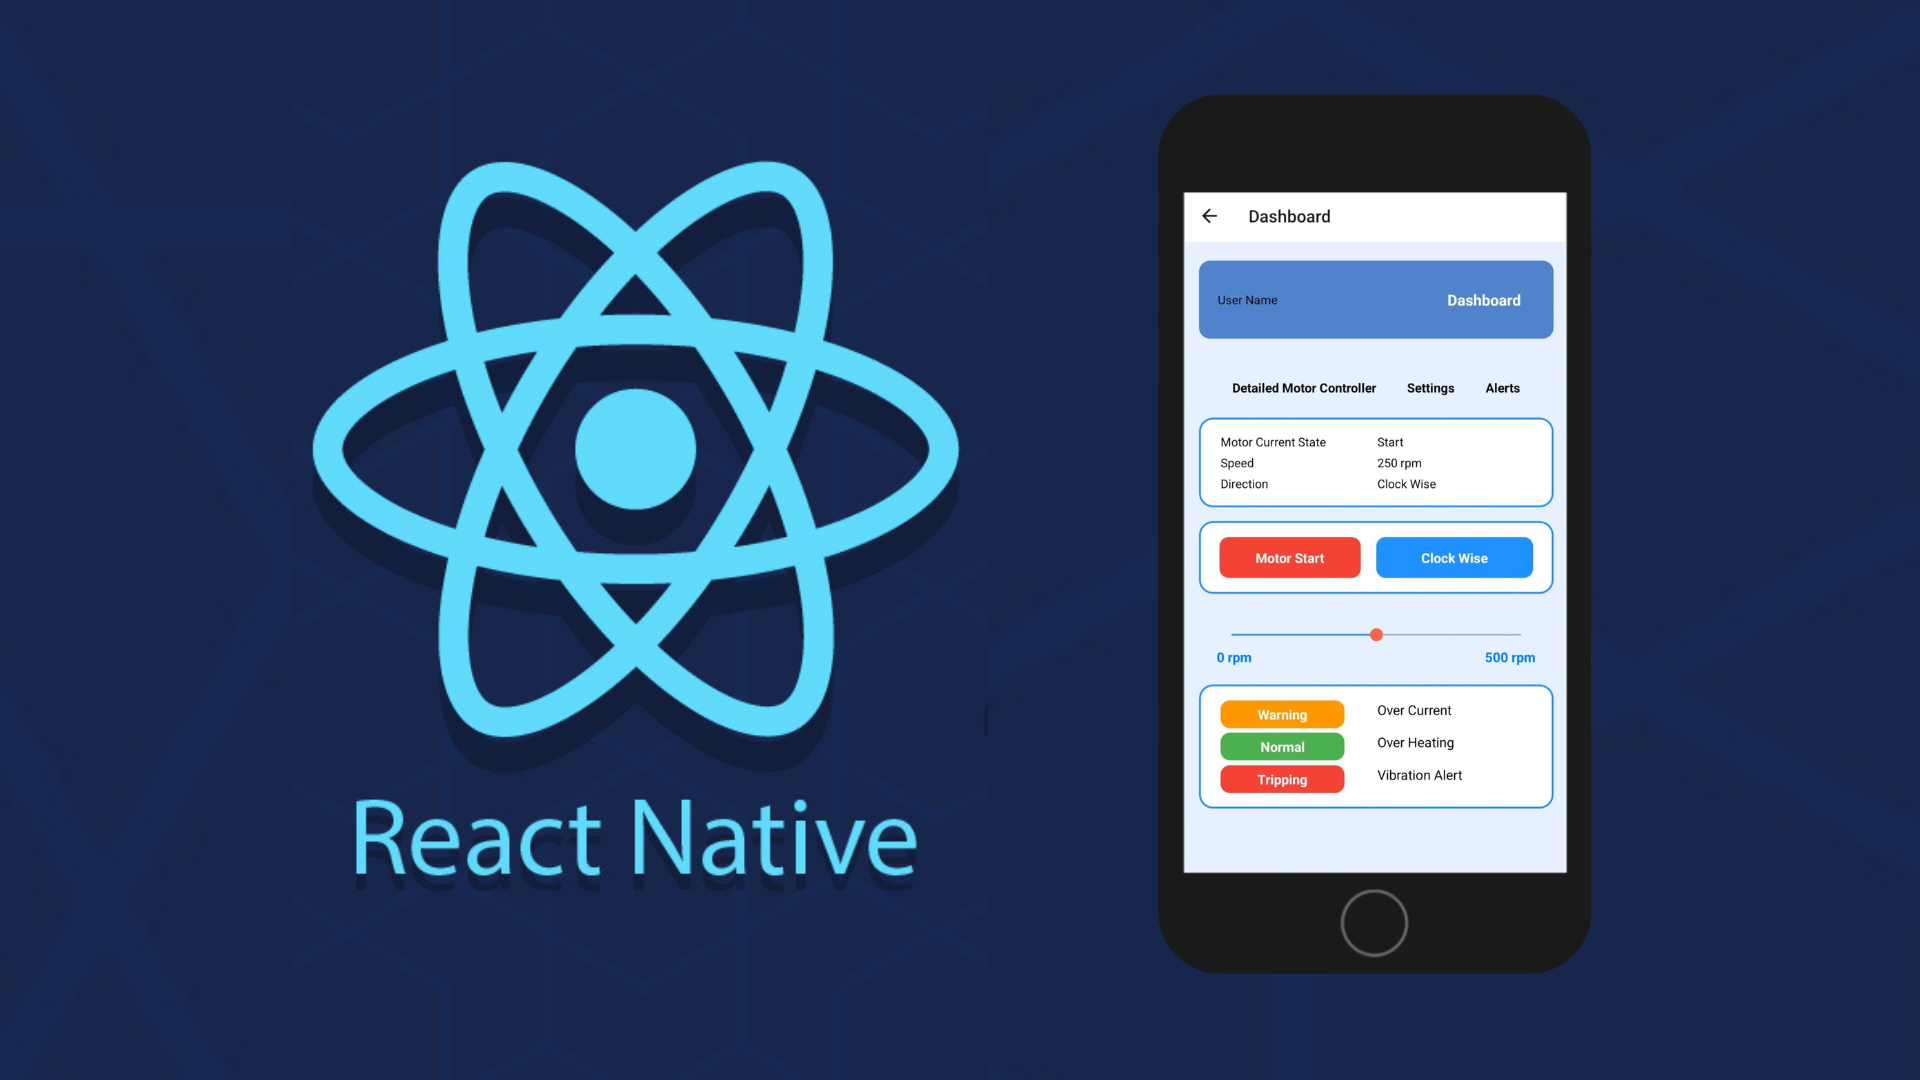 React Native
Dashboard
User Name Dashboard
Detailed Motor Controller Settings Alerts
Motor Current State Start
Speed 250 rpm
Direction Clock Wise
Motor Start Clock Wise
0 rpm 500 rpm
Warning Over Current
Normal Over Heating
Tripping Vibration Alert